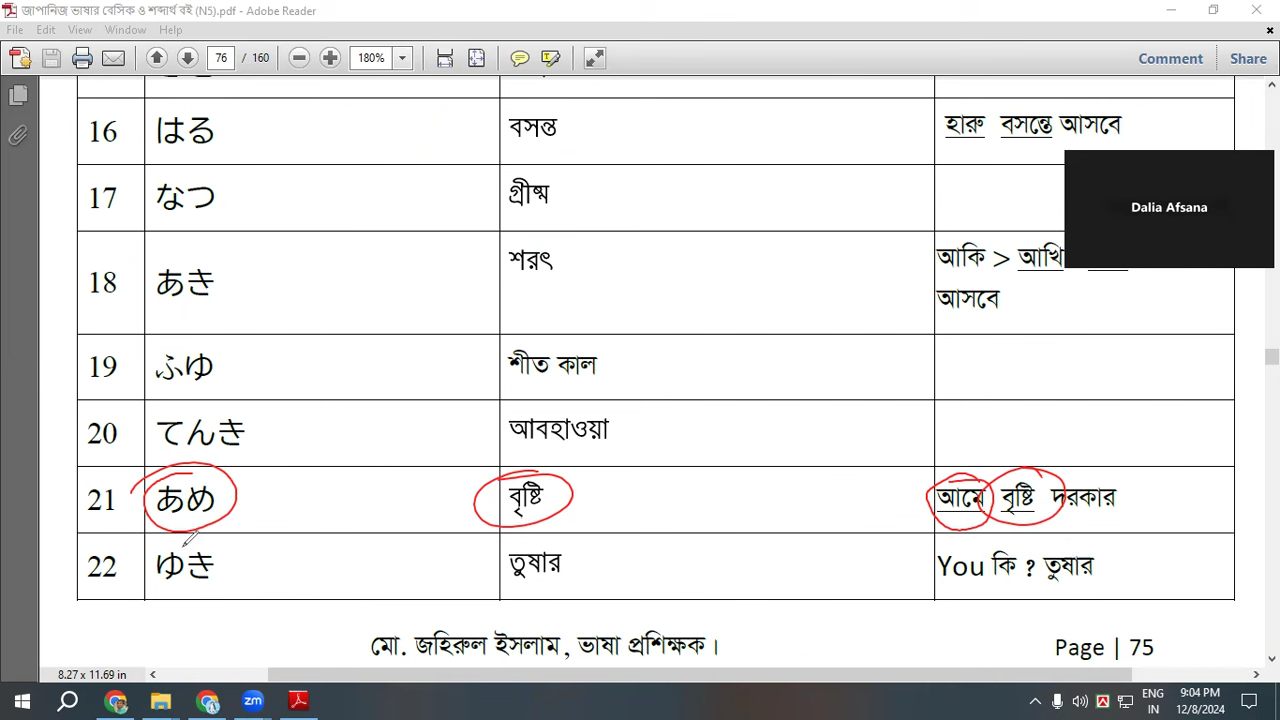 জাপানিজ ভাষার বেসিক ও শব্দার্থ বই (N5).pdf - Adobe Reader
File Edit View Window Help
76 / 160 180% Comment Share
16 はる বসন্ত হারু বসন্তে আসবে
17 なつ গ্রীষ্ম
Dalia Afsana
18 あき শরৎ আকি > আখি
আসবে
19 ふゆ শীত কাল
20 てんき আবহাওয়া
21 あめ বৃষ্টি আমে বৃষ্টি দরকার
22 ゆき তুষার You কি ? তুষার
মো. জহিরুল ইসলাম, ভাষা প্রশিক্ষক। Page | 75
8.27 x 11.69 in
zm ENG 9:04 PM
IN 12/8/2024